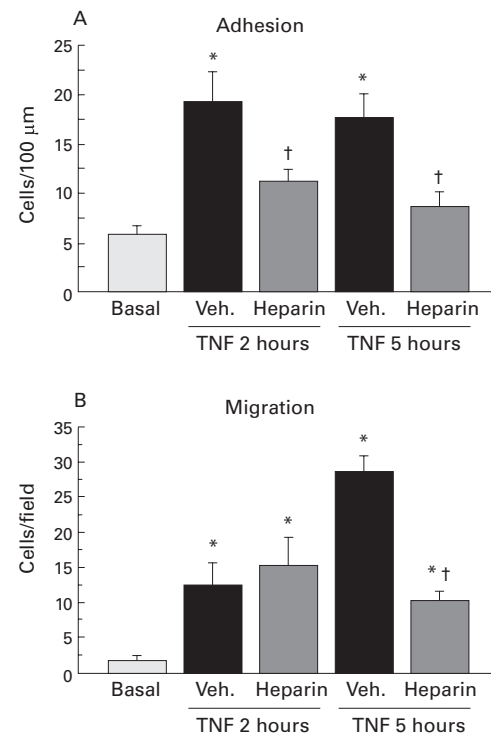 A
Adhesion
Cells/100 μm
25
20
15
10
5
0
*
†
*
†
Basal Veh. Heparin Veh. Heparin
TNF 2 hours TNF 5 hours
B
Migration
Cells/field
35
30
25
20
15
10
5
0
*
*
*
* †
Basal Veh. Heparin Veh. Heparin
TNF 2 hours TNF 5 hours